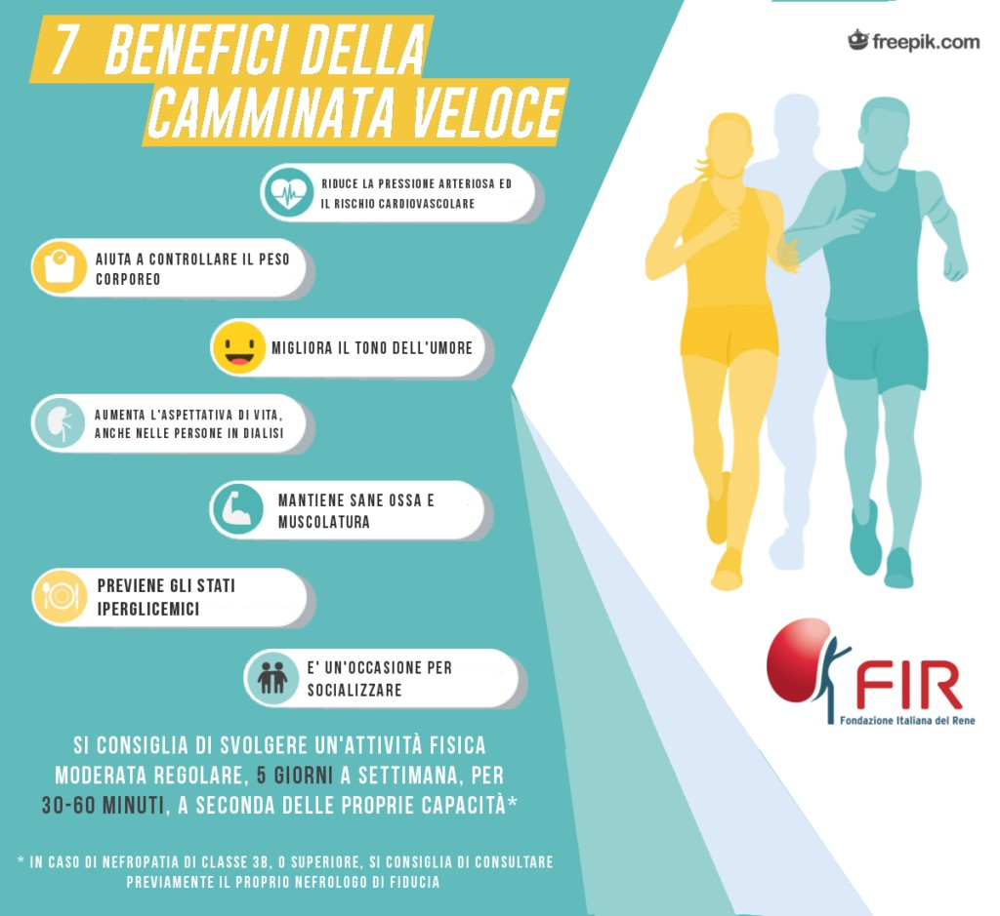 7 BENEFICI DELLA
CAMMINATA VELOCE
freepik.com
RIDUCE LA PRESSIONE ARTERIOSA ED
IL RISCHIO CARDIOVASCOLARE
AIUTA A CONTROLLARE IL PESO
CORPOREO
MIGLIORA IL TONO DELL'UMORE
AUMENTA L'ASPETTATIVA DI VITA,
ANCHE NELLE PERSONE IN DIALISI
MANTIENE SANE OSSA E
MUSCOLATURA
PREVIENE GLI STATI
IPERGLICEMICI
E' UN'OCCASIONE PER
SOCIALIZZARE
FIR
Fondazione Italiana del Rene
SI CONSIGLIA DI SVOLGERE UN'ATTIVITÀ FISICA
MODERATA REGOLARE, 5 GIORNI A SETTIMANA, PER
30-60 MINUTI, A SECONDA DELLE PROPRIE CAPACITÀ*
* IN CASO DI NEFROPATIA DI CLASSE 3B, O SUPERIORE, SI CONSIGLIA DI CONSULTARE
PREVIAMENTE IL PROPRIO NEFROLOGO DI FIDUCIA